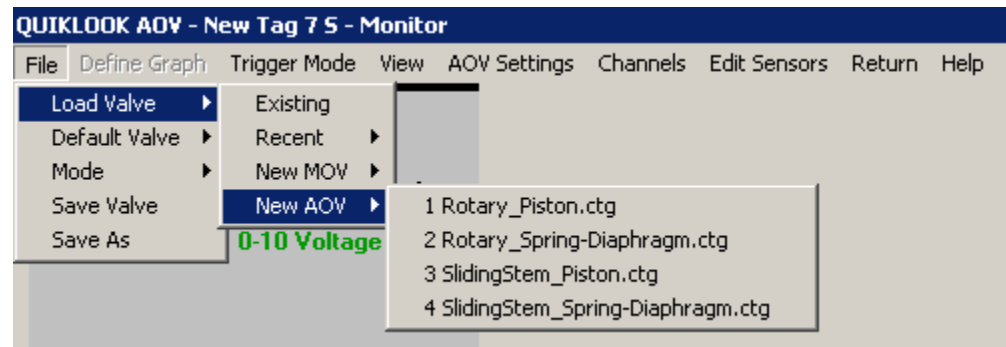 QUIKLOOK AOV - New Tag 7 S - Monitor
File Define Graph Trigger Mode View AOV Settings Channels Edit Sensors Return Help
Load Valve Existing
Default Valve Recent
Mode New MOV
Save Valve New AOV 1 Rotary_Piston.ctg
Save As 0-10 Voltage 2 Rotary_Spring-Diaphragm.ctg
3 SlidingStem_Piston.ctg
4 SlidingStem_Spring-Diaphragm.ctg